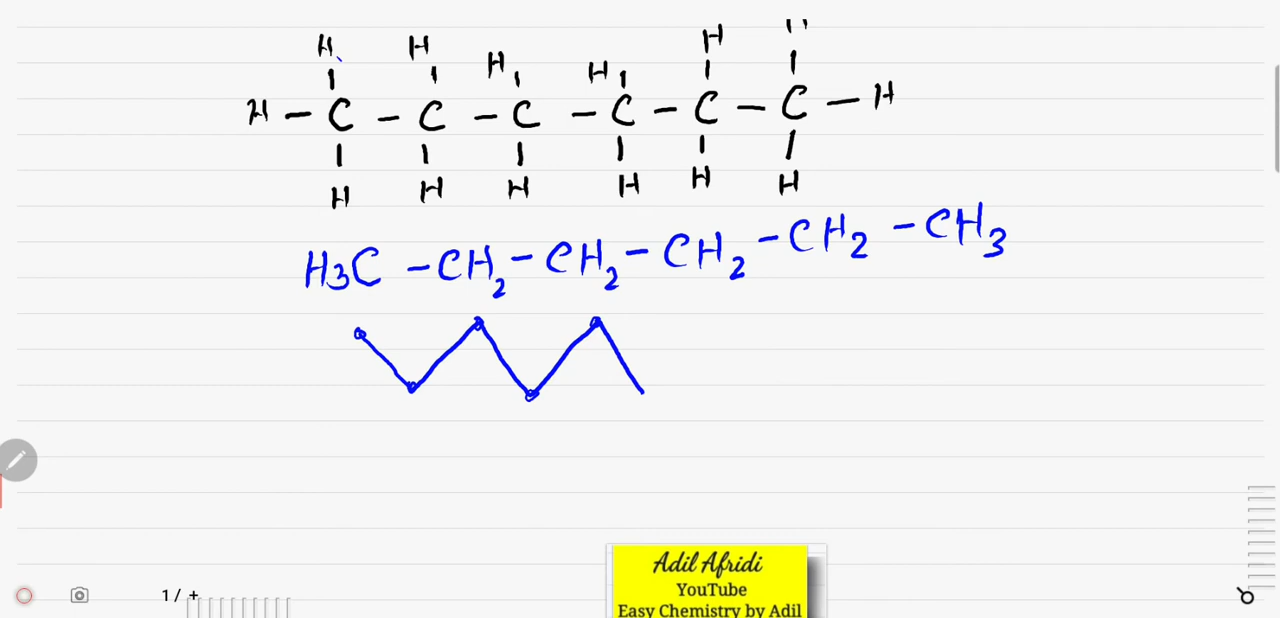 H H H H H
H – C – C – C – C – C – C – H
H H H H H H
H3C – CH2 – CH2 – CH2 – CH2 – CH3
1 / +
Adil Afridi
YouTube
Easy Chemistry by Adil